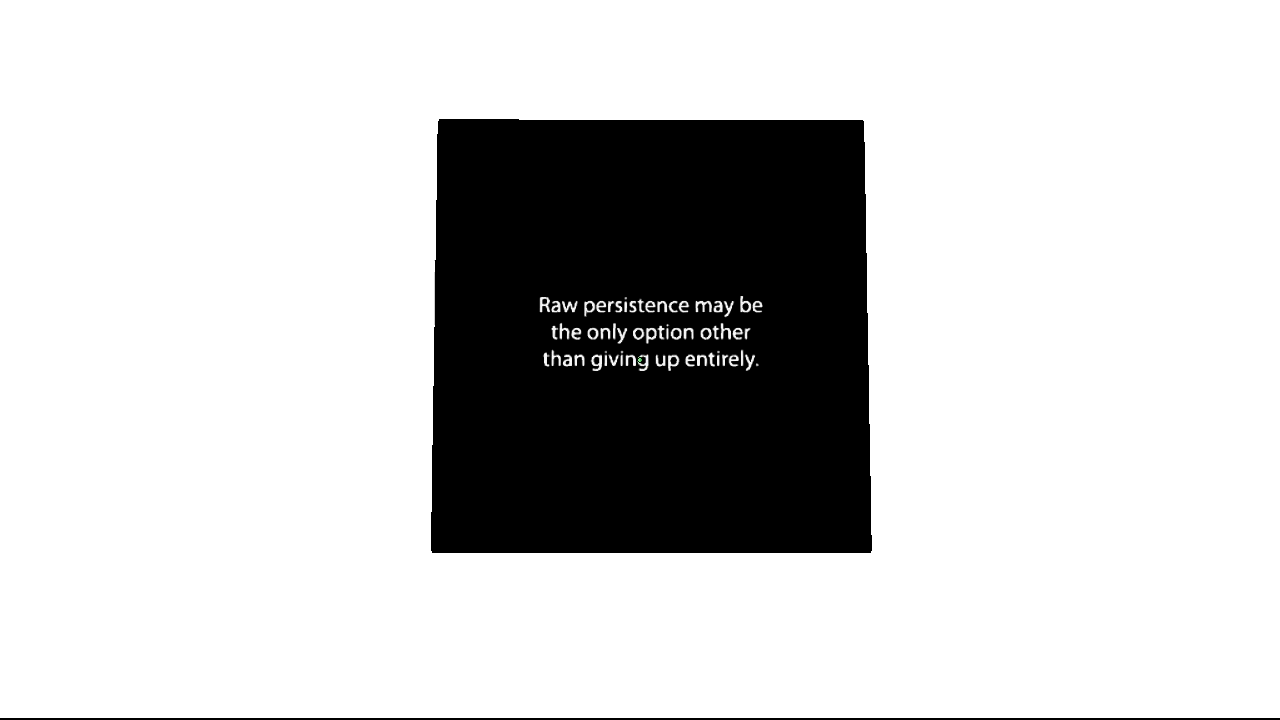 Raw persistence may be
the only option other
than giving up entirely.